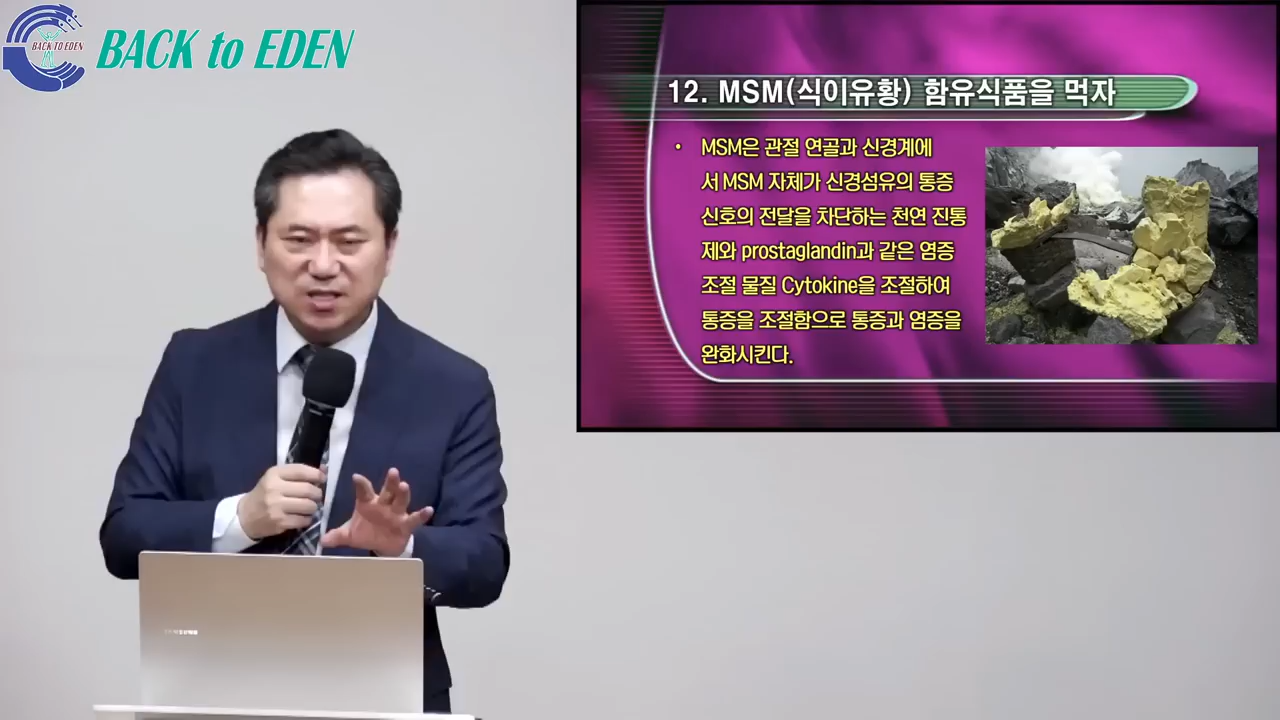 BACK TO EDEN
BACK to EDEN
12. MSM(식이유황) 함유식품을 먹자
• MSM은 관절 연골과 신경계에
서 MSM 자체가 신경섬유의 통증
신호의 전달을 차단하는 천연 진통
제와 prostaglandin과 같은 염증
조절 물질 Cytokine을 조절하여
통증을 조절함으로 통증과 염증을
완화시킨다.